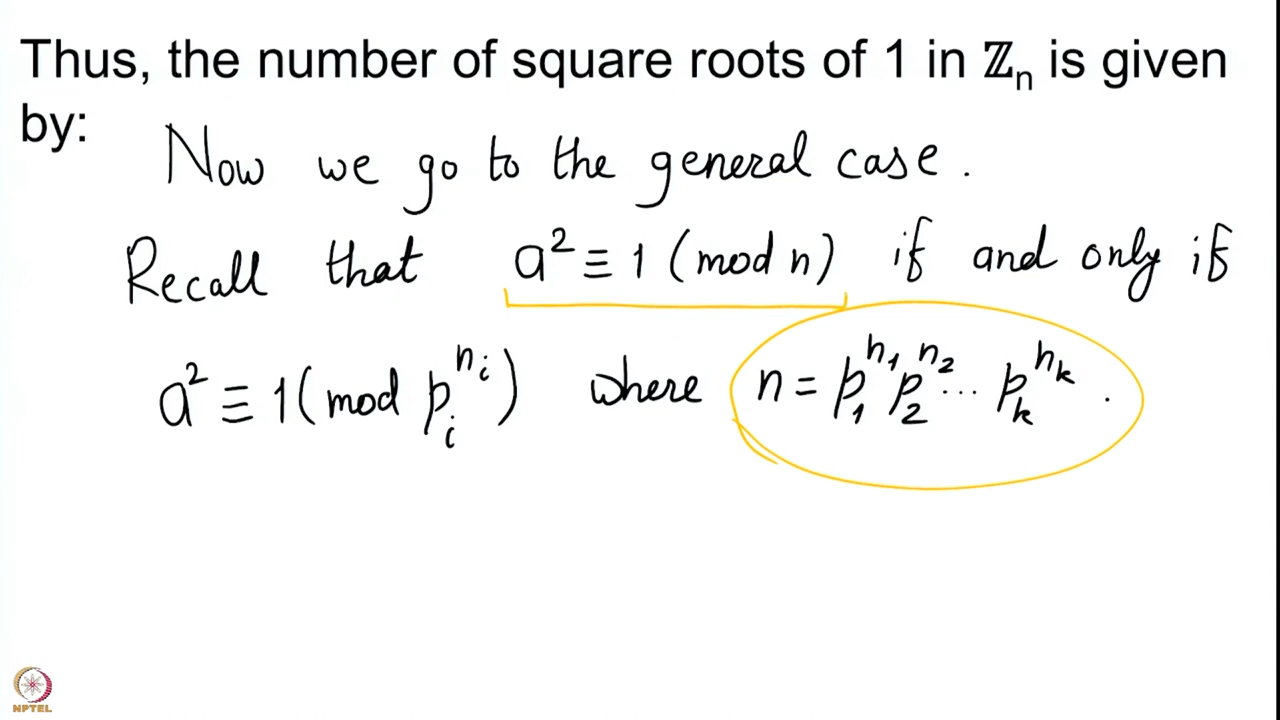 Thus, the number of square roots of 1 in ℤₙ is given
by:
Now we go to the general case.
Recall that a² ≡ 1 (mod n) if and only if
a² ≡ 1 (mod pᵢ^{nᵢ}) where n = p₁^{n₁} p₂^{n₂} ... pₖ^{nₖ}.
NPTEL